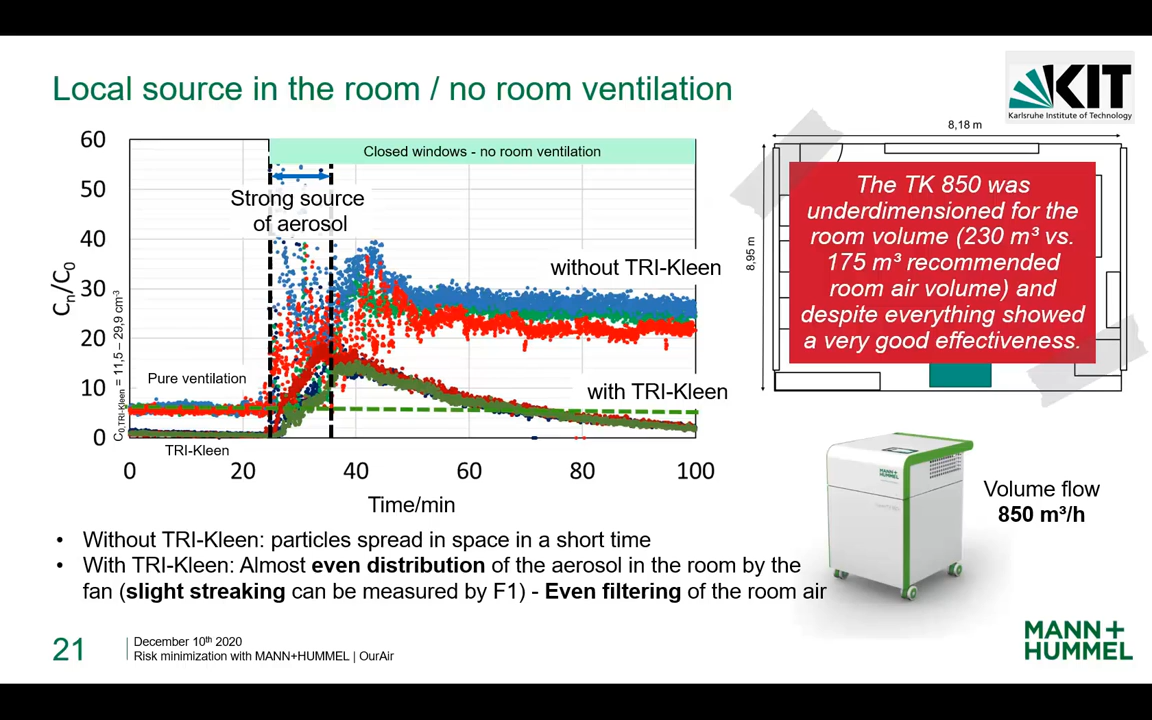 Local source in the room / no room ventilation
KIT
Karlsruhe Institute of Technology
60
50
40
30
20
10
0
Cn/C0
C0,TRI-Kleen = 11,5 – 29,9 cm-3
Closed windows - no room ventilation
Strong source
of aerosol
without TRI-Kleen
Pure ventilation
with TRI-Kleen
TRI-Kleen
0
20
40
60
80
100
Time/min
8,18 m
8,95 m
The TK 850 was
underdimensioned for the
room volume (230 m³ vs.
175 m³ recommended
room air volume) and
despite everything showed
a very good effectiveness.
MANN+
HUMMEL
Volume flow
850 m³/h
• Without TRI-Kleen: particles spread in space in a short time
• With TRI-Kleen: Almost even distribution of the aerosol in the room by the
fan (slight streaking can be measured by F1) - Even filtering of the room air
21
December 10th 2020
Risk minimization with MANN+HUMMEL | OurAir
MANN+
HUMMEL